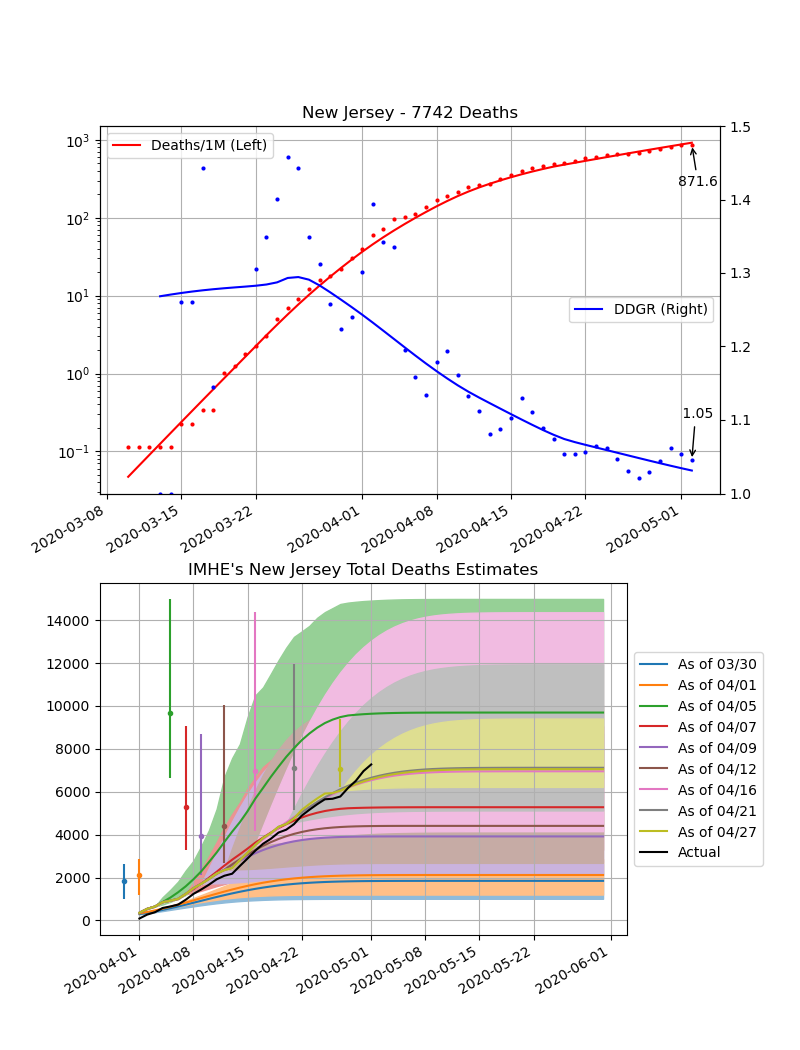 New Jersey - 7742 Deaths
Deaths/1M (Left)
DDGR (Right)
871.6
1.05
10³
10²
10¹
10⁰
10⁻¹
1.5
1.4
1.3
1.2
1.1
1.0
2020-03-08
2020-03-15
2020-03-22
2020-04-01
2020-04-08
2020-04-15
2020-04-22
2020-05-01
IMHE's New Jersey Total Deaths Estimates
14000
12000
10000
8000
6000
4000
2000
0
2020-04-01
2020-04-08
2020-04-15
2020-04-22
2020-05-01
2020-05-08
2020-05-15
2020-05-22
2020-06-01
As of 03/30
As of 04/01
As of 04/05
As of 04/07
As of 04/09
As of 04/12
As of 04/16
As of 04/21
As of 04/27
Actual